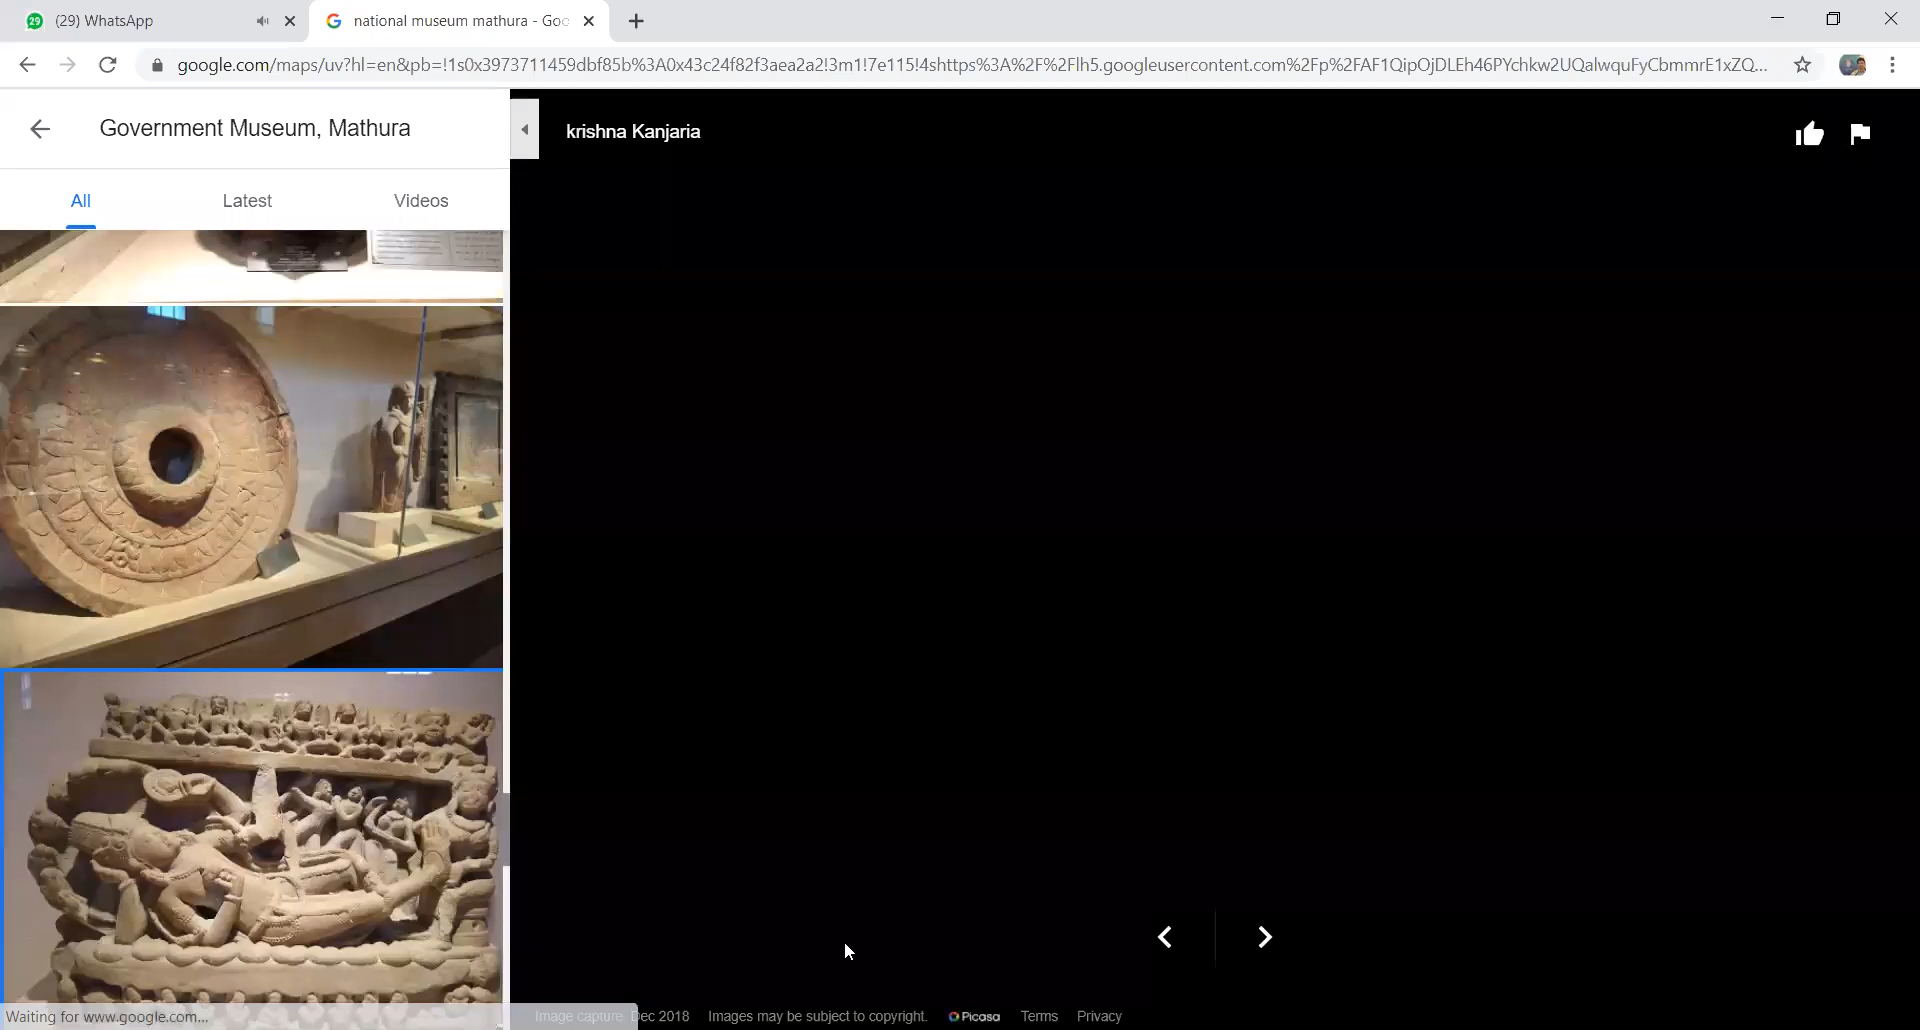 (29) WhatsApp
national museum mathura - Goo
google.com/maps/uv?hl=en&pb=!1s0x3973711459dbf85b%3A0x43c24f82f3aea2a2!3m1!7e115!4shttps%3A%2F%2Flh5.googleusercontent.com%2Fp%2FAF1QipOjDLEh46PYchkw2UQalwquFyCbmmrE1xZQ...
Government Museum, Mathura
krishna Kanjaria
All Latest Videos
Waiting for www.google.com...
Image capture: Dec 2018 Images may be subject to copyright. Picasa Terms Privacy